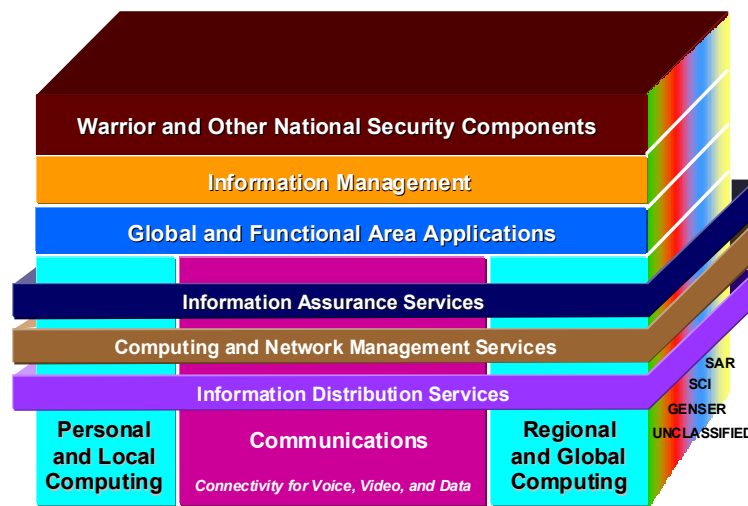 Warrior and Other National Security Components
Information Management
Global and Functional Area Applications
Information Assurance Services
Computing and Network Management Services
Information Distribution Services
Personal
and Local
Computing
Communications
Connectivity for Voice, Video, and Data
Regional
and Global
Computing
SAR
SCI
GENSER
UNCLASSIFIED